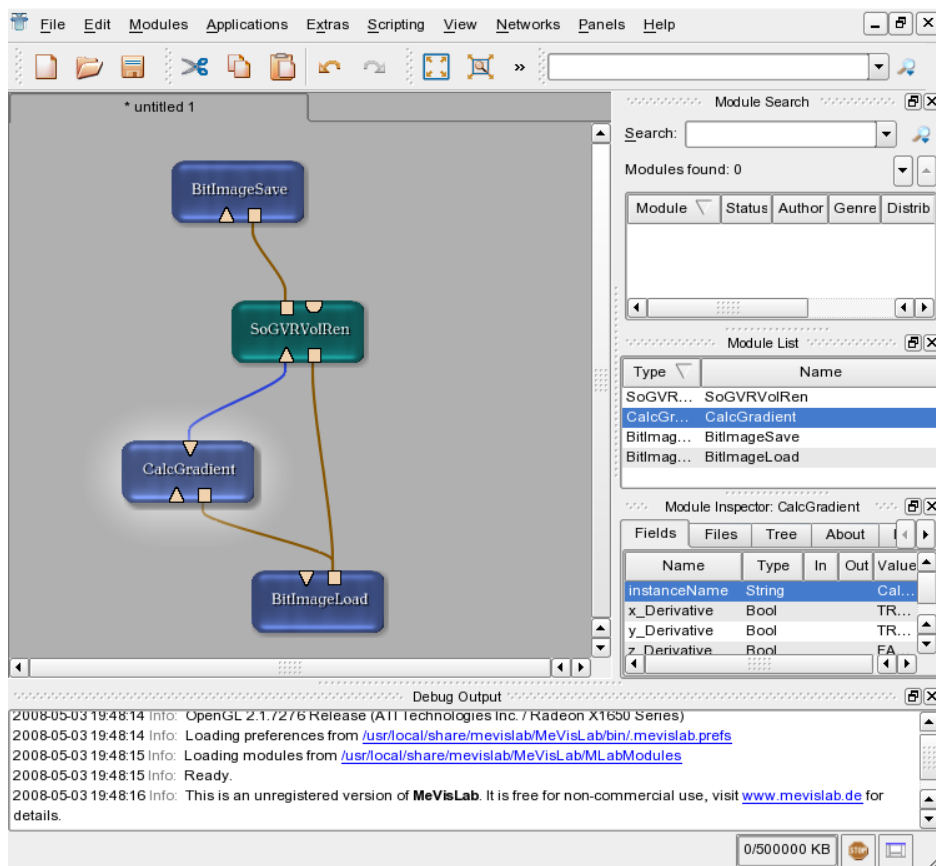 File Edit Modules Applications Extras Scripting View Networks Panels Help
»
* untitled 1
BitImageSave
SoGVRVolRen
CalcGradient
BitImageLoad
Module Search
Search:
Modules found: 0
Module Status Author Genre Distrib
Module List
Type Name
SoGVR... SoGVRVolRen
CalcGr... CalcGradient
BitImag... BitImageSave
BitImag... BitImageLoad
Module Inspector: CalcGradient
Fields Files Tree About
Name Type In Out Value
instanceName String Cal...
x_Derivative Bool TR...
y_Derivative Bool TR...
z_Derivative Bool FA...
Debug Output
2008-05-03 19:48:14 Info: OpenGL 2.1.7276 Release (ATI Technologies Inc. / Radeon X1650 Series)
2008-05-03 19:48:14 Info: Loading preferences from /usr/local/share/mevislab/MeVisLab/bin/.mevislab.prefs
2008-05-03 19:48:15 Info: Loading modules from /usr/local/share/mevislab/MeVisLab/MLabModules
2008-05-03 19:48:15 Info: Ready.
2008-05-03 19:48:16 Info: This is an unregistered version of MeVisLab. It is free for non-commercial use, visit www.mevislab.de for
details.
0/500000 KB
STOP